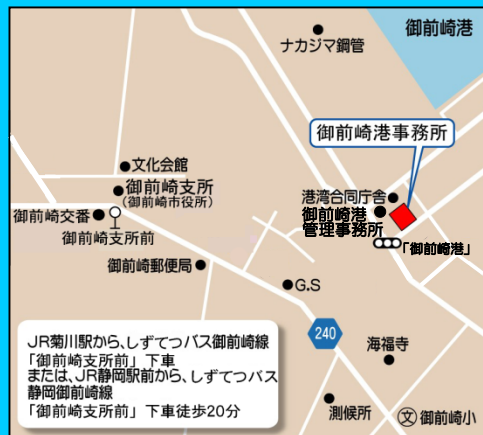 御前崎港
ナカジマ鋼管
御前崎港事務所
文化会館
御前崎支所
(御前崎市役所)
港湾合同庁舎
御前崎交番
御前崎港
管理事務所
御前崎支所前
「御前崎港」
御前崎郵便局
G.S
240
JR菊川駅から、しずてつバス御前崎線
「御前崎支所前」下車
または、JR静岡駅前から、しずてつバス
静岡御前崎線
「御前崎支所前」下車徒歩20分
海福寺
測候所
文 御前崎小